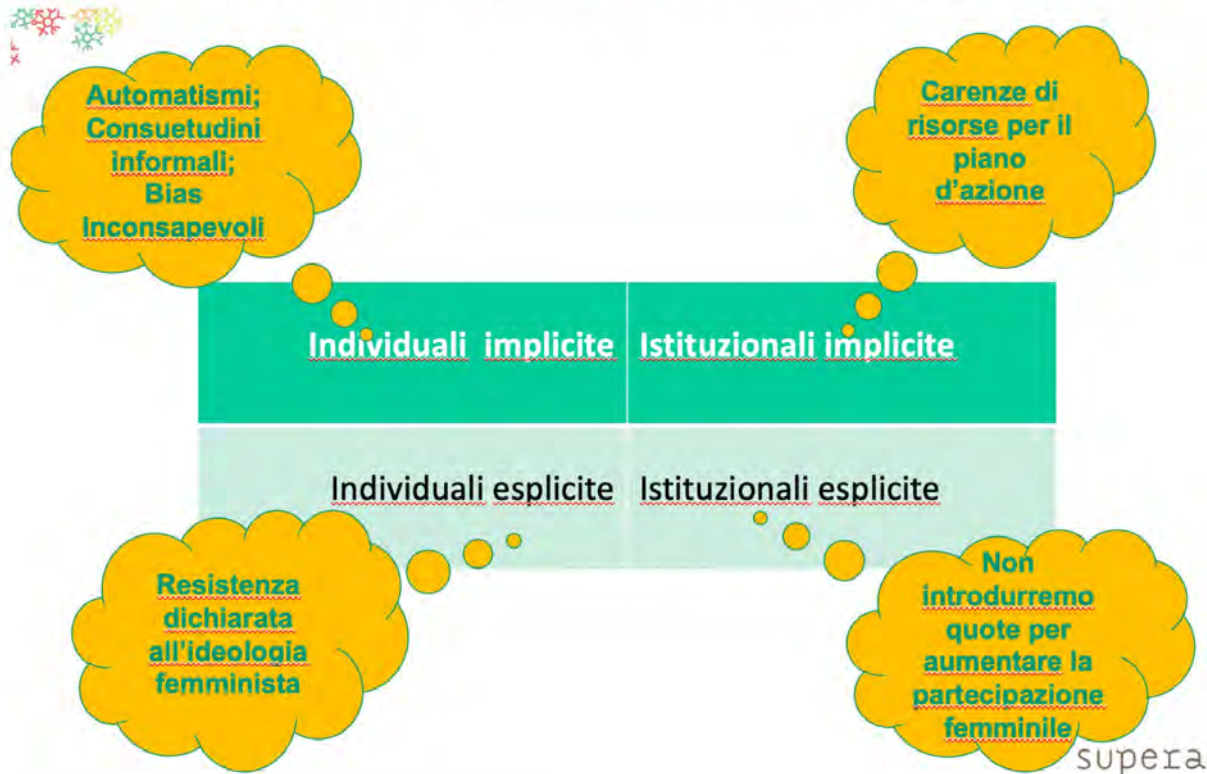 Automatismi;
Consuetudini
informali;
Bias
Inconsapevoli
Carenze di
risorse per il
piano
d'azione
Individuali implicite
Istituzionali implicite
Individuali esplicite
Istituzionali esplicite
Resistenza
dichiarata
all'ideologia
femminista
Non
introdurremo
quote per
aumentare la
partecipazione
femminile
supera